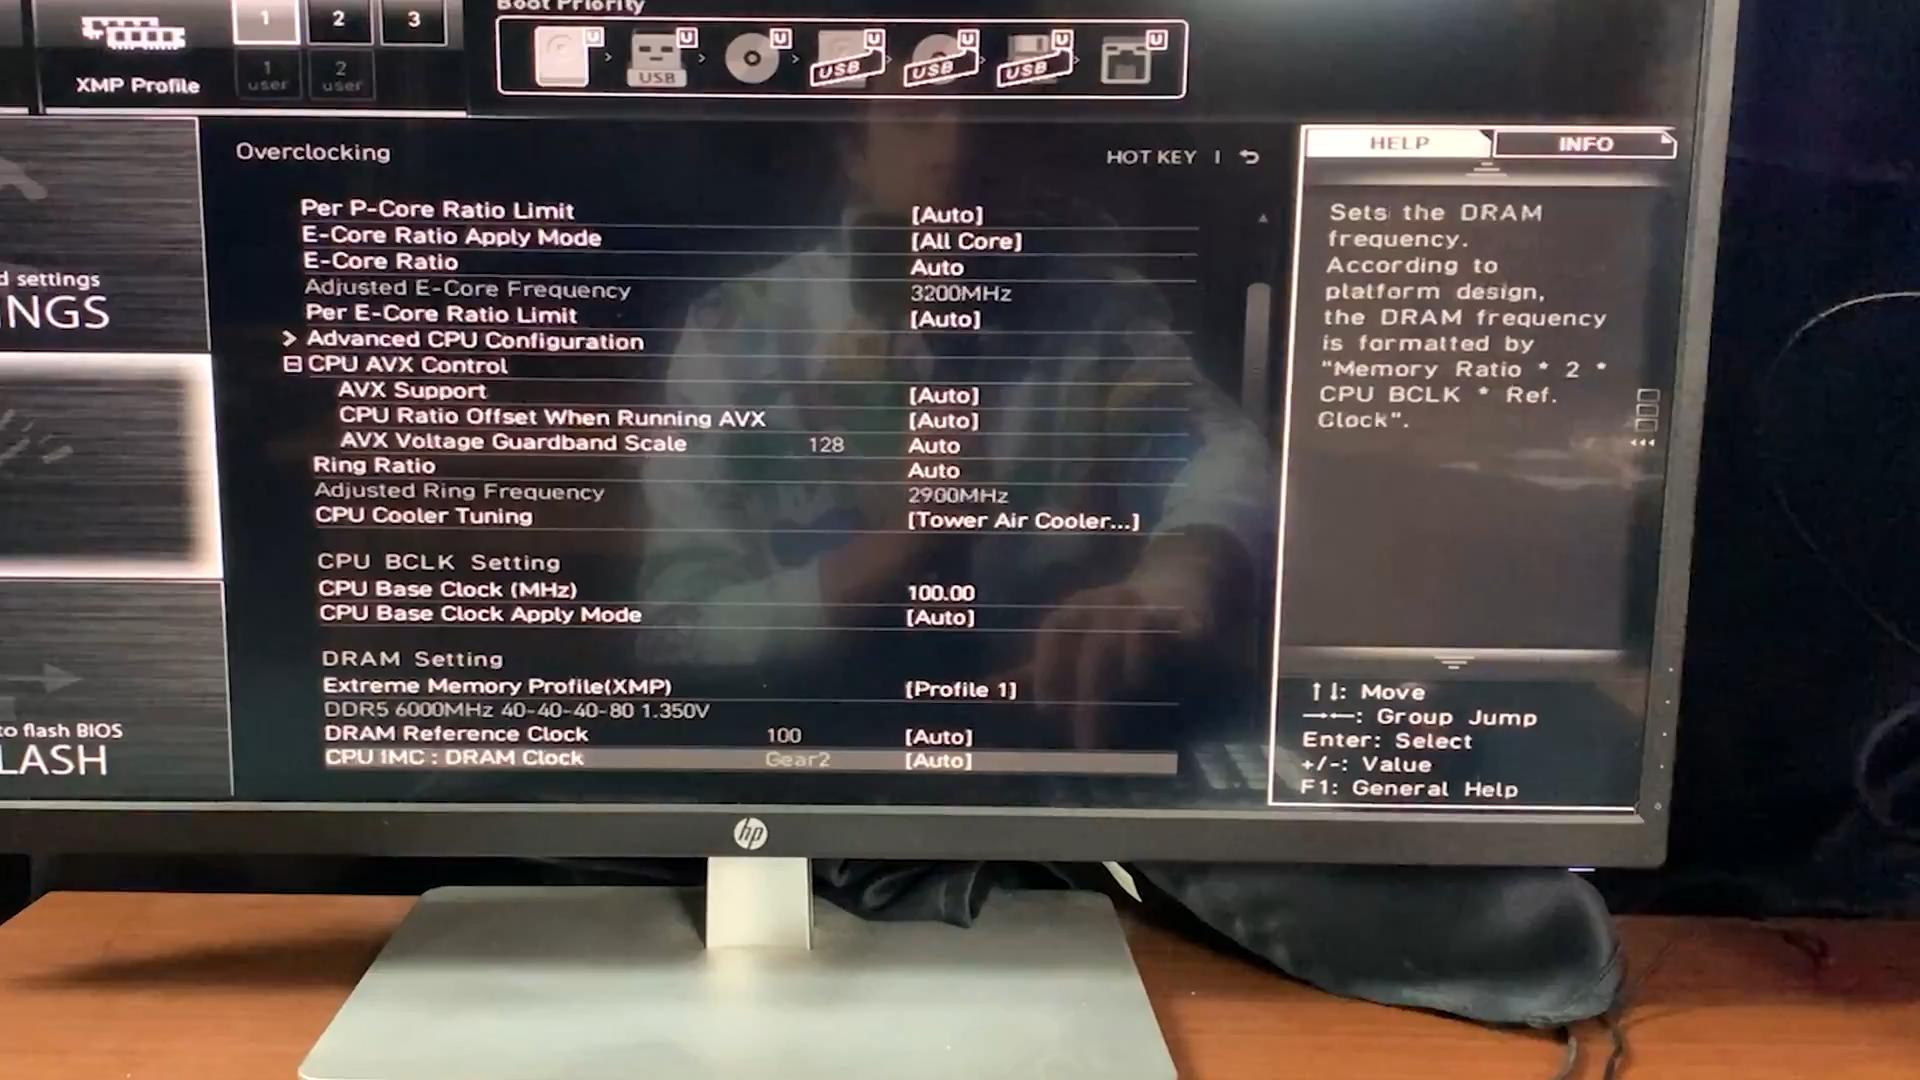 Boot Priority
1 2 3
XMP Profile
1 user 2 user
U U U U U U U
USB USB USB USB
HELP INFO
Overclocking
HOT KEY | ⮌
Per P-Core Ratio Limit [Auto]
E-Core Ratio Apply Mode [All Core]
E-Core Ratio Auto
Adjusted E-Core Frequency 3200MHz
Per E-Core Ratio Limit [Auto]
> Advanced CPU Configuration
⊟ CPU AVX Control
AVX Support [Auto]
CPU Ratio Offset When Running AVX [Auto]
AVX Voltage Guardband Scale 128 Auto
Ring Ratio Auto
Adjusted Ring Frequency 2900MHz
CPU Cooler Tuning [Tower Air Cooler...]
CPU BCLK Setting
CPU Base Clock (MHz) 100.00
CPU Base Clock Apply Mode [Auto]
DRAM Setting
Extreme Memory Profile(XMP) [Profile 1]
DDR5 6000MHz 40-40-40-80 1.350V
DRAM Reference Clock 100 [Auto]
CPU IMC : DRAM Clock Gear2 [Auto]
d settings
NGS
to flash BIOS
LASH
Sets the DRAM
frequency.
According to
platform design,
the DRAM frequency
is formatted by
"Memory Ratio * 2 *
CPU BCLK * Ref.
Clock".
↑↓: Move
→←: Group Jump
Enter: Select
+/-: Value
F1: General Help
hp